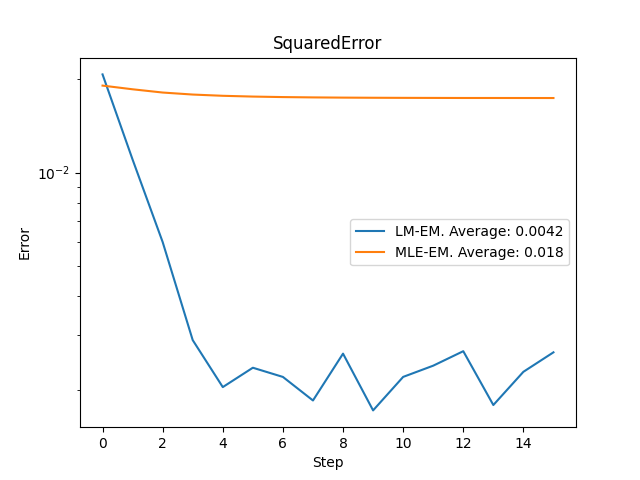 SquaredError
10⁻²
Error
LM-EM. Average: 0.0042
MLE-EM. Average: 0.018
0 2 4 6 8 10 12 14
Step